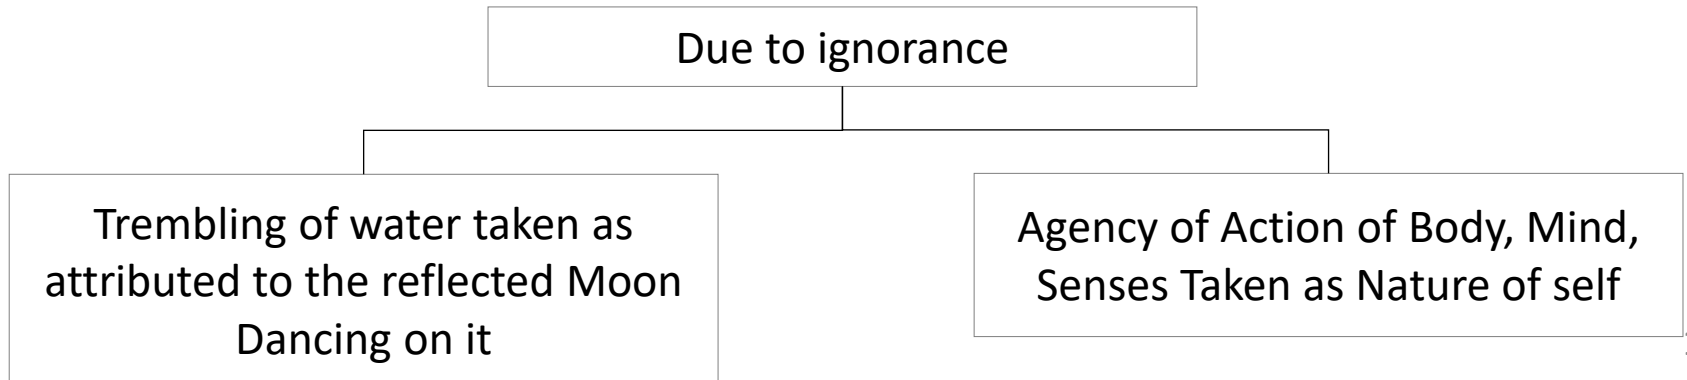 Due to ignorance
Trembling of water taken as
attributed to the reflected Moon
Dancing on it
Agency of Action of Body, Mind,
Senses Taken as Nature of self